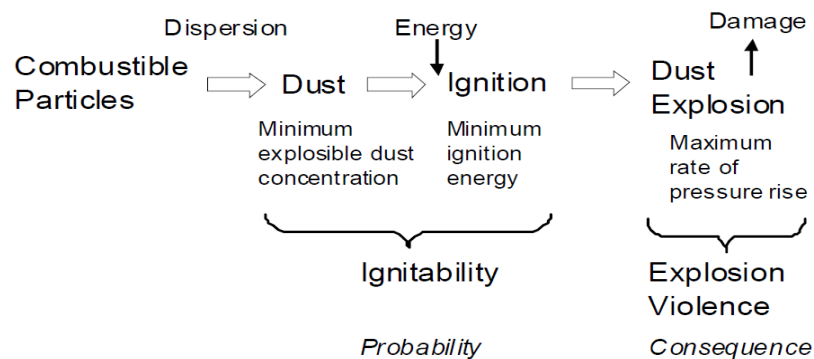 Dispersion
Energy
Damage
Combustible
Particles
Dust
Ignition
Dust
Explosion
Minimum
explosible dust
concentration
Minimum
ignition
energy
Maximum
rate of
pressure rise
Ignitability
Explosion
Violence
Probability
Consequence